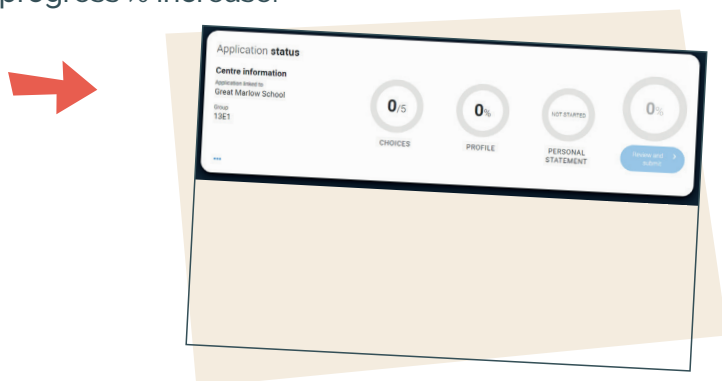 progress % increase.
Application status
Centre information
Application linked to
Great Marlow School
Group
13E1
0/5
CHOICES
0%
PROFILE
NOT STARTED
PERSONAL
STATEMENT
0%
Review and
submit